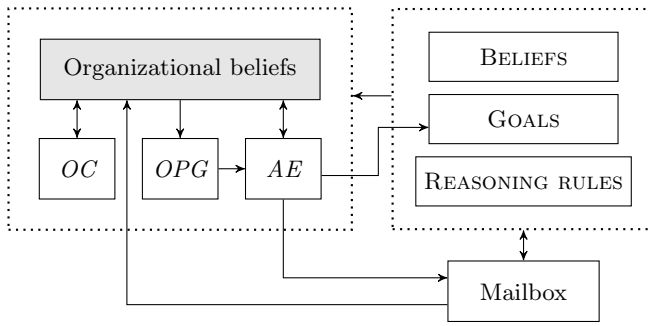 Organizational beliefs
OC
OPG
AE
BELIEFS
GOALS
REASONING RULES
Mailbox